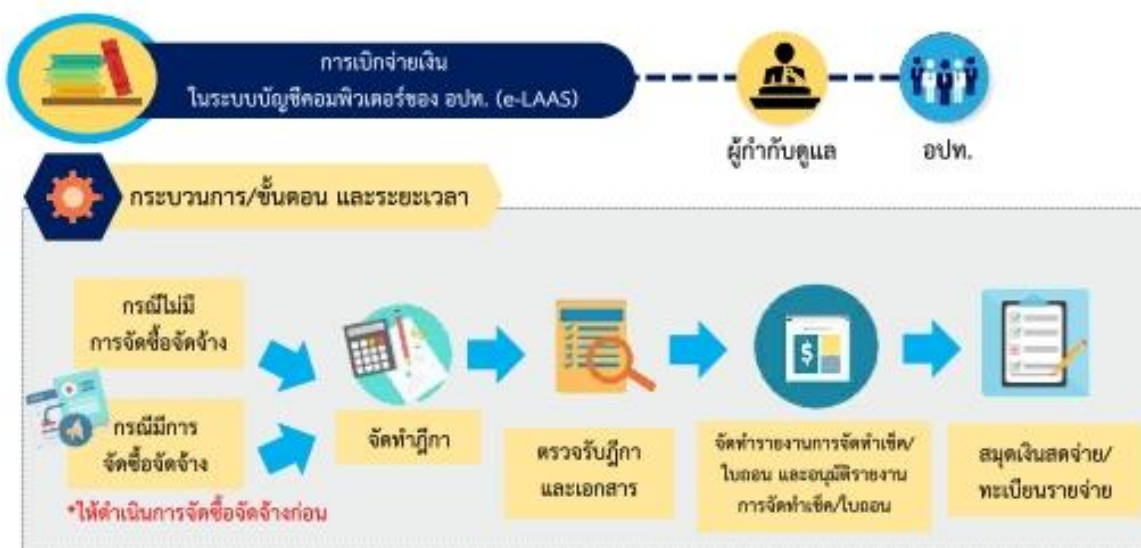 การเบิกจ่ายเงิน
ในระบบบัญชีคอมพิวเตอร์ของ อปท. (e-LAAS)
ผู้กำกับดูแล
อปท.
กระบวนการ/ขั้นตอน และระยะเวลา
กรณีไม่มี
การจัดซื้อจัดจ้าง
กรณีมีการ
จัดซื้อจัดจ้าง
*ให้ดำเนินการจัดซื้อจัดจ้างก่อน
จัดทำฎีกา
ตรวจรับฎีกา
และเอกสาร
จัดทำรายงานการจัดทำเช็ค/
ใบถอน และอนุมัติรายงาน
การจัดทำเช็ค/ใบถอน
สมุดเงินสดจ่าย/
ทะเบียนรายจ่าย